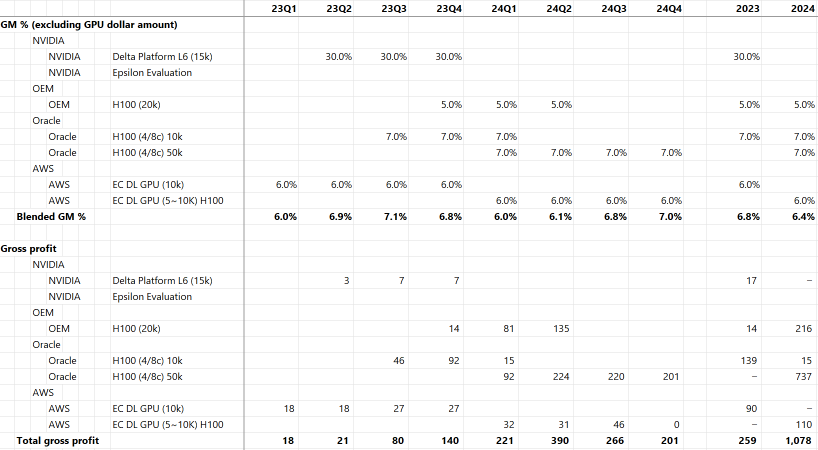 23Q1 23Q2 23Q3 23Q4 24Q1 24Q2 24Q3 24Q4 2023 2024
GM % (excluding GPU dollar amount)
NVIDIA
NVIDIA Delta Platform L6 (15k) 30.0% 30.0% 30.0% 30.0%
NVIDIA Epsilon Evaluation
OEM
OEM H100 (20k) 5.0% 5.0% 5.0% 5.0% 5.0%
Oracle
Oracle H100 (4/8c) 10k 7.0% 7.0% 7.0% 7.0% 7.0%
Oracle H100 (4/8c) 50k 7.0% 7.0% 7.0% 7.0% 7.0%
AWS
AWS EC DL GPU (10k) 6.0% 6.0% 6.0% 6.0% 6.0%
AWS EC DL GPU (5~10K) H100 6.0% 6.0% 6.0% 6.0% 6.0%
Blended GM % 6.0% 6.9% 7.1% 6.8% 6.0% 6.1% 6.8% 7.0% 6.8% 6.4%
Gross profit
NVIDIA
NVIDIA Delta Platform L6 (15k) 3 7 7 17 –
NVIDIA Epsilon Evaluation
OEM
OEM H100 (20k) 14 81 135 14 216
Oracle
Oracle H100 (4/8c) 10k 46 92 15 139 15
Oracle H100 (4/8c) 50k 92 224 220 201 – 737
AWS
AWS EC DL GPU (10k) 18 18 27 27 90 –
AWS EC DL GPU (5~10K) H100 32 31 46 0 – 110
Total gross profit 18 21 80 140 221 390 266 201 259 1,078